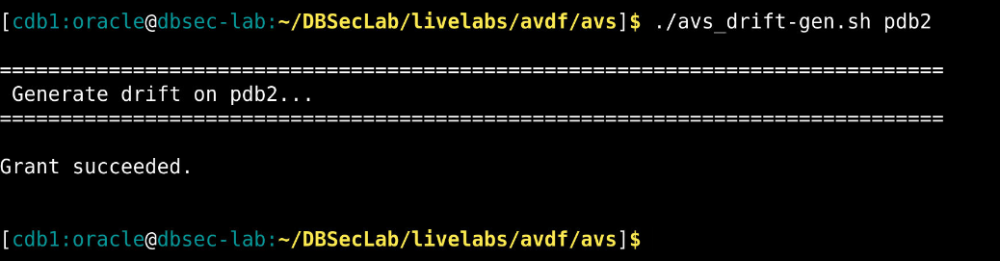 [cdb1:oracle@dbsec-lab:~/DBSecLab/livelabs/avdf/avs]$ ./avs_drift-gen.sh pdb2
==============================================================================
Generate drift on pdb2...
==============================================================================
Grant succeeded.
[cdb1:oracle@dbsec-lab:~/DBSecLab/livelabs/avdf/avs]$